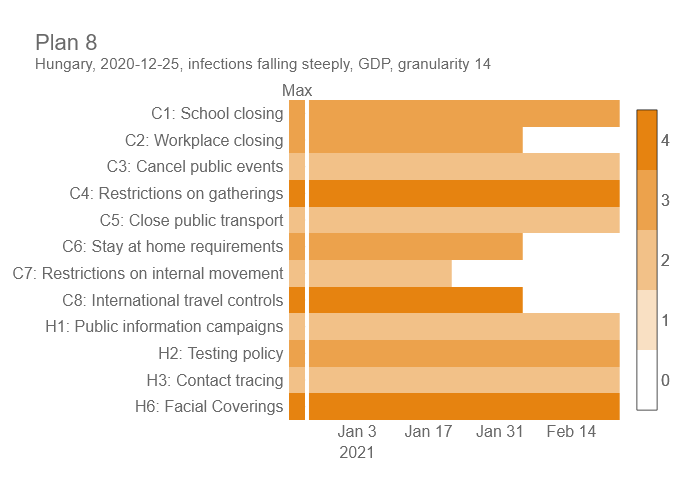 Plan 8
Hungary, 2020-12-25, infections falling steeply, GDP, granularity 14
Max
C1: School closing
C2: Workplace closing
C3: Cancel public events
C4: Restrictions on gatherings
C5: Close public transport
C6: Stay at home requirements
C7: Restrictions on internal movement
C8: International travel controls
H1: Public information campaigns
H2: Testing policy
H3: Contact tracing
H6: Facial Coverings
4
3
2
1
0
Jan 3 Jan 17 Jan 31 Feb 14
2021